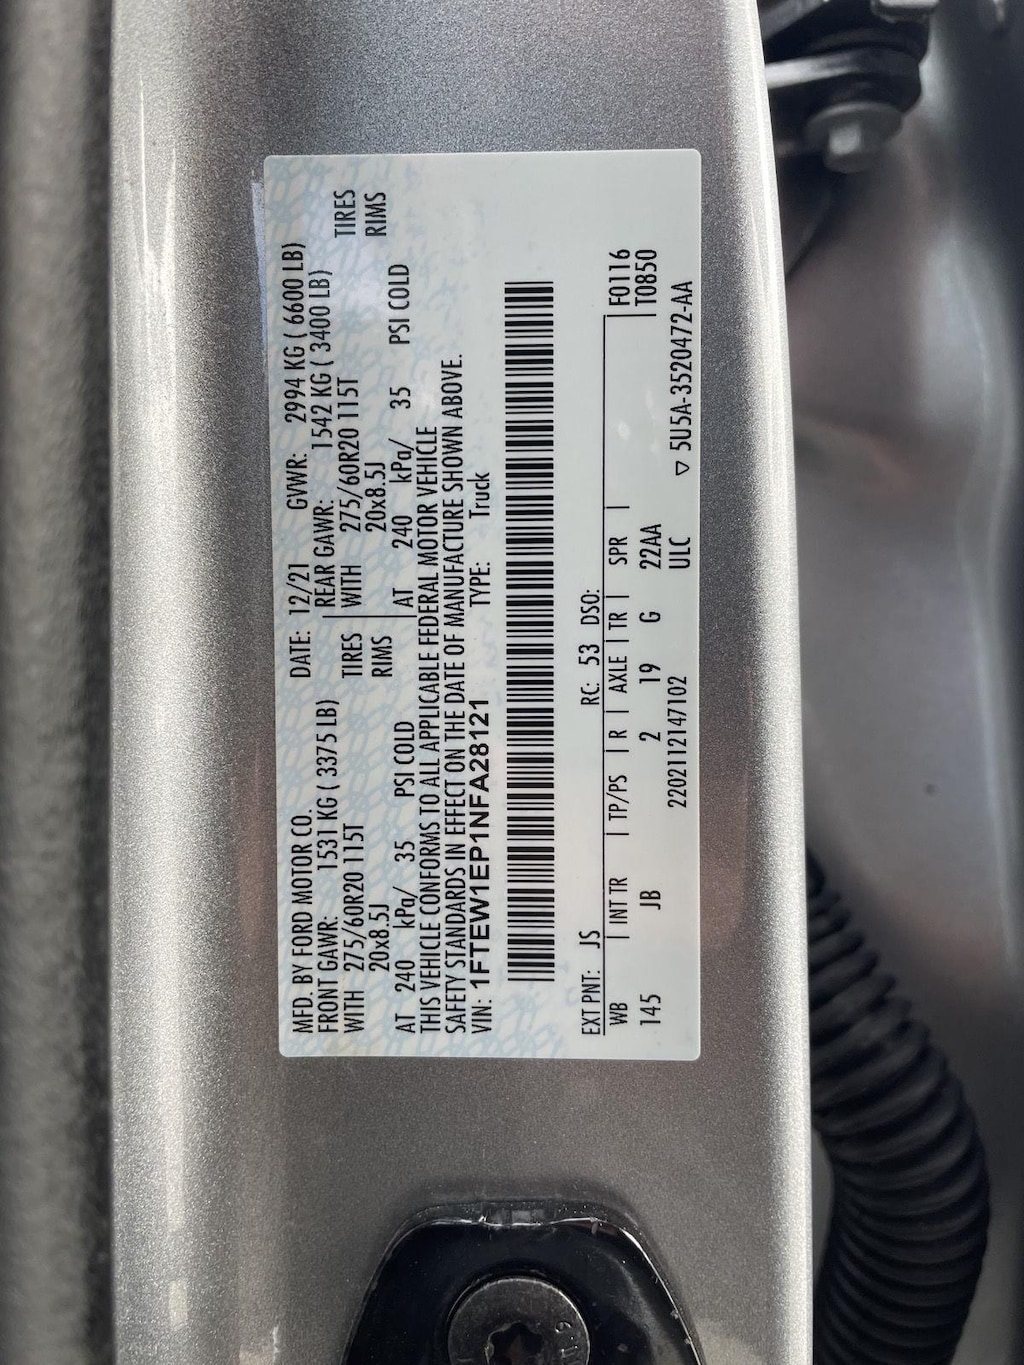 MFD. BY FORD MOTOR CO. DATE: 12/21 GVWR: 2994 KG ( 6600 LB)
FRONT GAWR: 1531 KG ( 3375 LB) REAR GAWR: 1542 KG ( 3400 LB)
WITH 275/60R20 115T TIRES WITH 275/60R20 115T TIRES
20x8.5J RIMS 20x8.5J RIMS
AT 240 kPa/ 35 PSI COLD AT 240 kPa/ 35 PSI COLD
THIS VEHICLE CONFORMS TO ALL APPLICABLE FEDERAL MOTOR VEHICLE
SAFETY STANDARDS IN EFFECT ON THE DATE OF MANUFACTURE SHOWN ABOVE.
VIN: 1FTEW1EP1NFA28121 TYPE: Truck
EXT PNT: JS RC: 53 DSO:
WB | INT TR | TP/PS | R | AXLE | TR | SPR | F0116
145 JB 2 19 G 22AA T0850
2202112147102 ULC ▽ 5U5A-3520472-AA